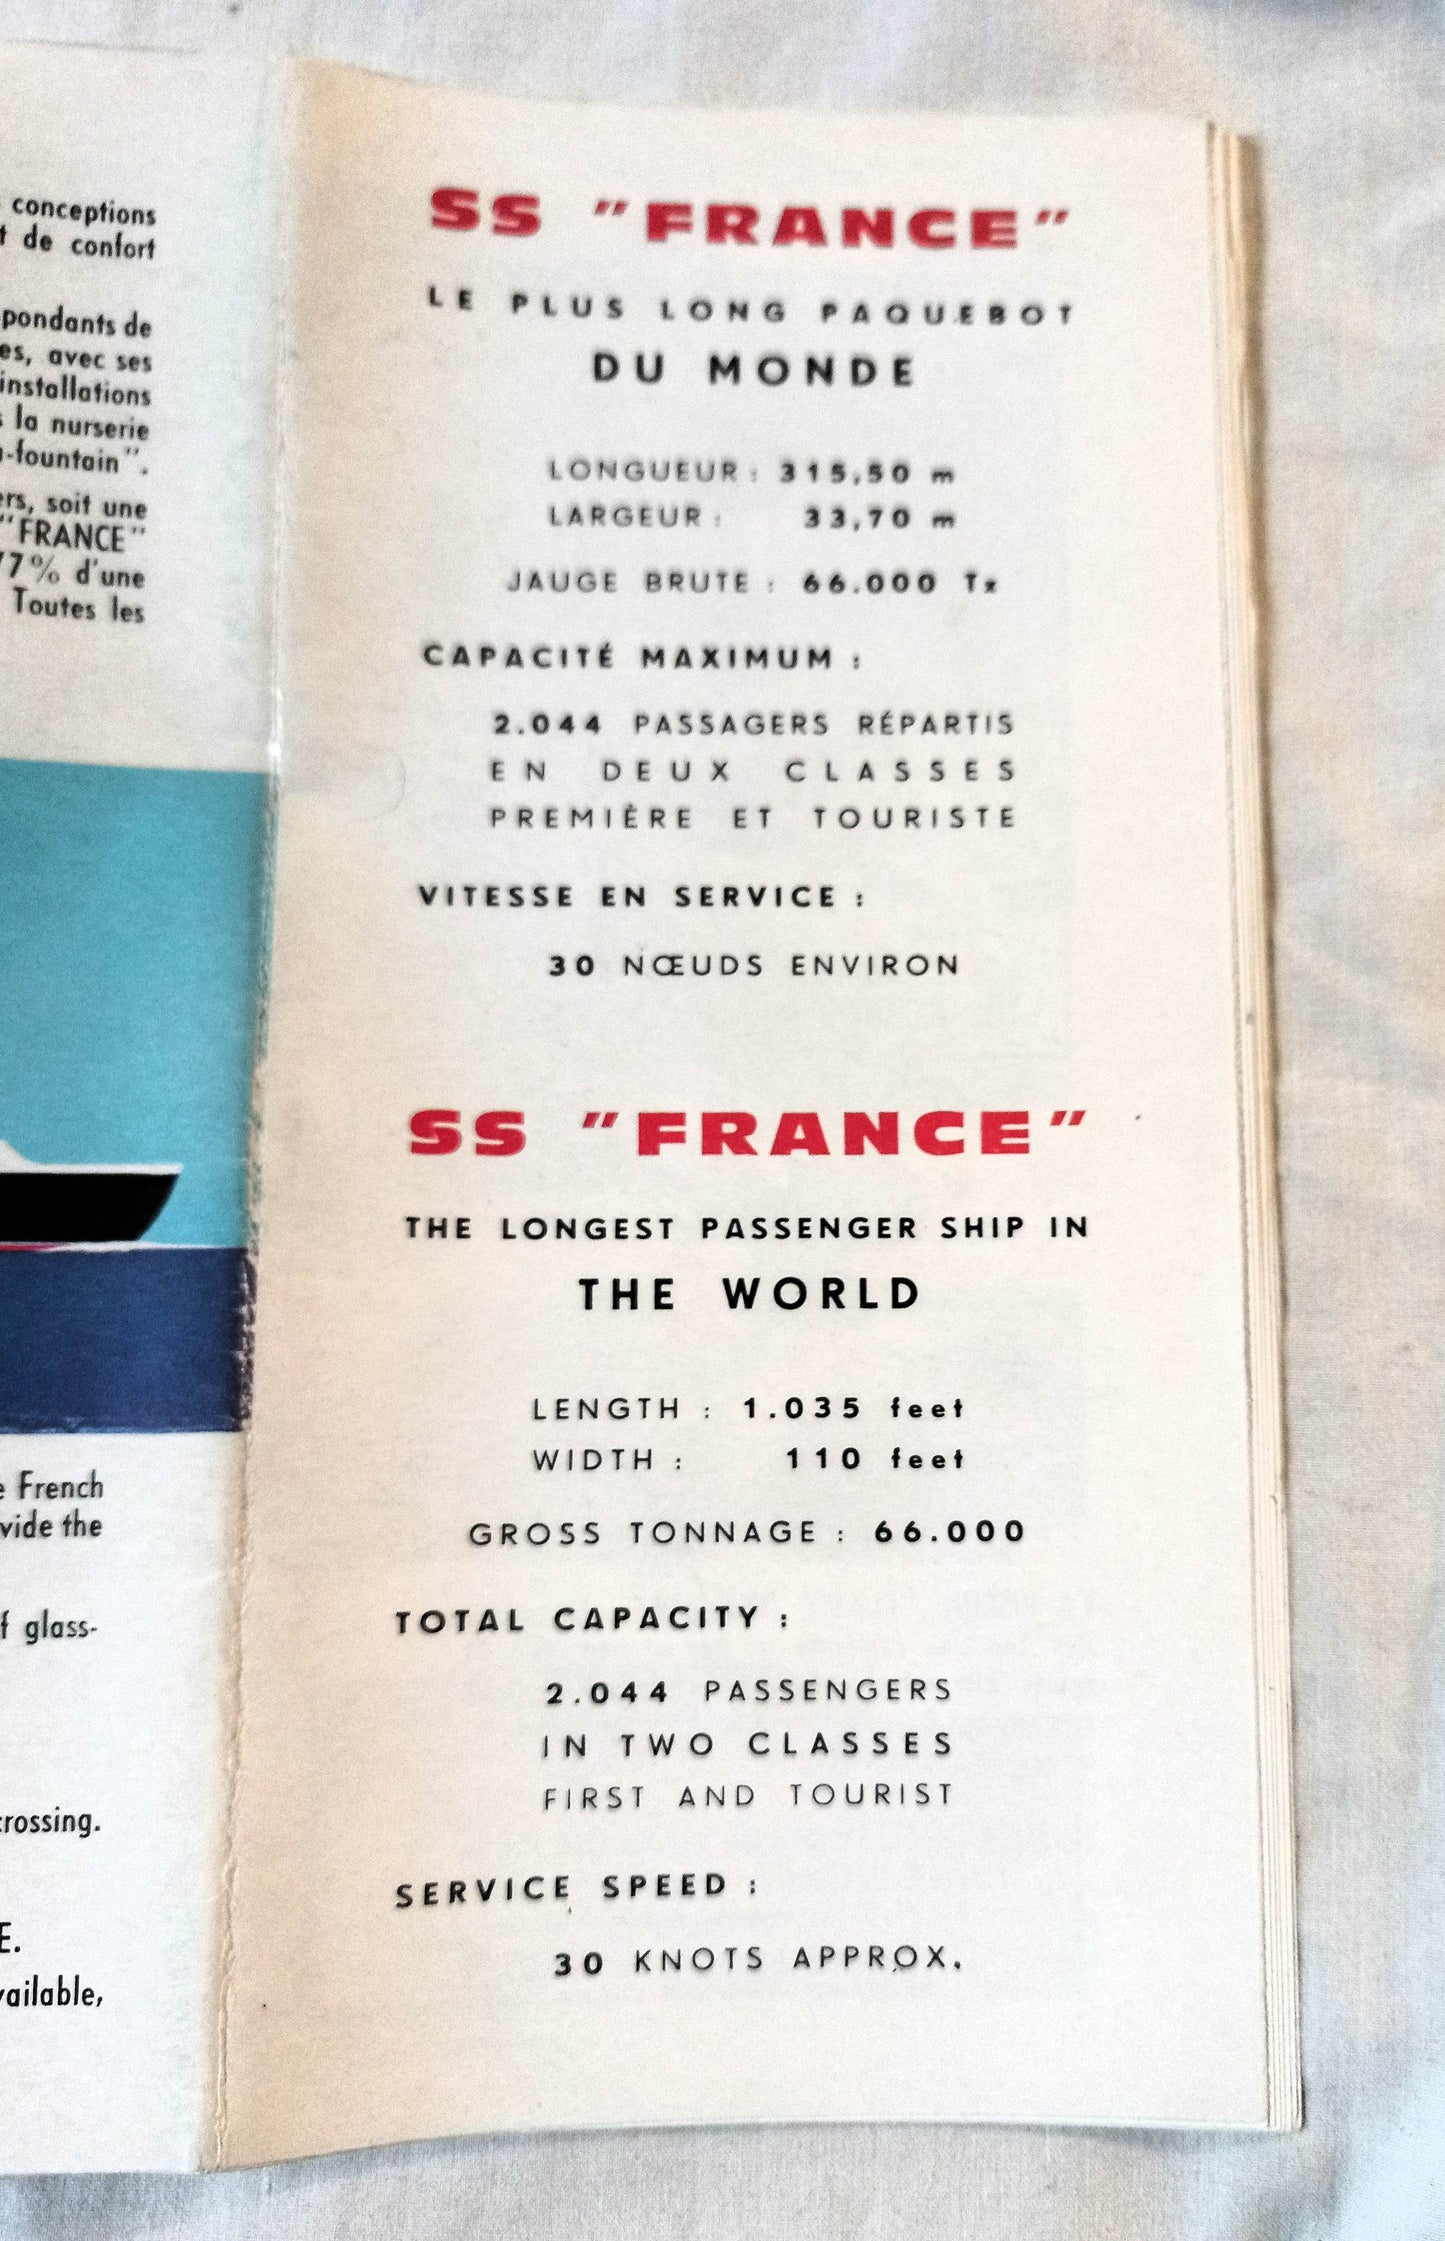 conceptions
de confort
pondants de
es, avec ses
installations
la nurserie
-fountain".
ers, soit une
"FRANCE"
77% d'une
Toutes les
e French
vide the
f glass-
crossing.
E.
vailable,
SS "FRANCE"
LE PLUS LONG PAQUEBOT
DU MONDE
LONGUEUR : 315,50 m
LARGEUR : 33,70 m
JAUGE BRUTE : 66.000 Tx
CAPACITÉ MAXIMUM :
2.044 PASSAGERS RÉPARTIS
EN DEUX CLASSES
PREMIÈRE ET TOURISTE
VITESSE EN SERVICE :
30 NŒUDS ENVIRON
SS "FRANCE"
THE LONGEST PASSENGER SHIP IN
THE WORLD
LENGTH : 1.035 feet
WIDTH : 110 feet
GROSS TONNAGE : 66.000
TOTAL CAPACITY :
2.044 PASSENGERS
IN TWO CLASSES
FIRST AND TOURIST
SERVICE SPEED :
30 KNOTS APPROX.